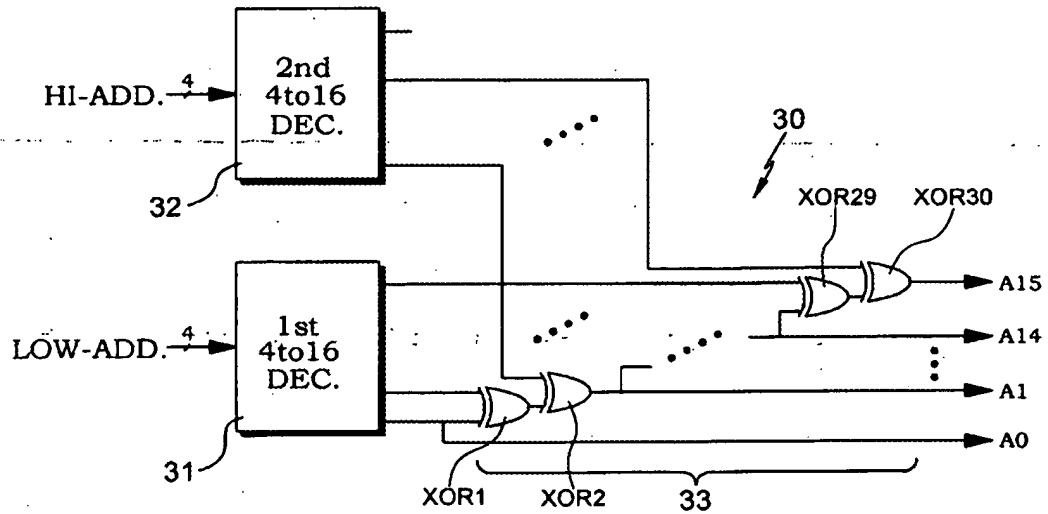 2nd
4to16
DEC.
HI-ADD.
4
32
30
XOR29
XOR30
1st
4to16
DEC.
LOW-ADD.
4
31
A15
A14
A1
A0
XOR1
XOR2
33